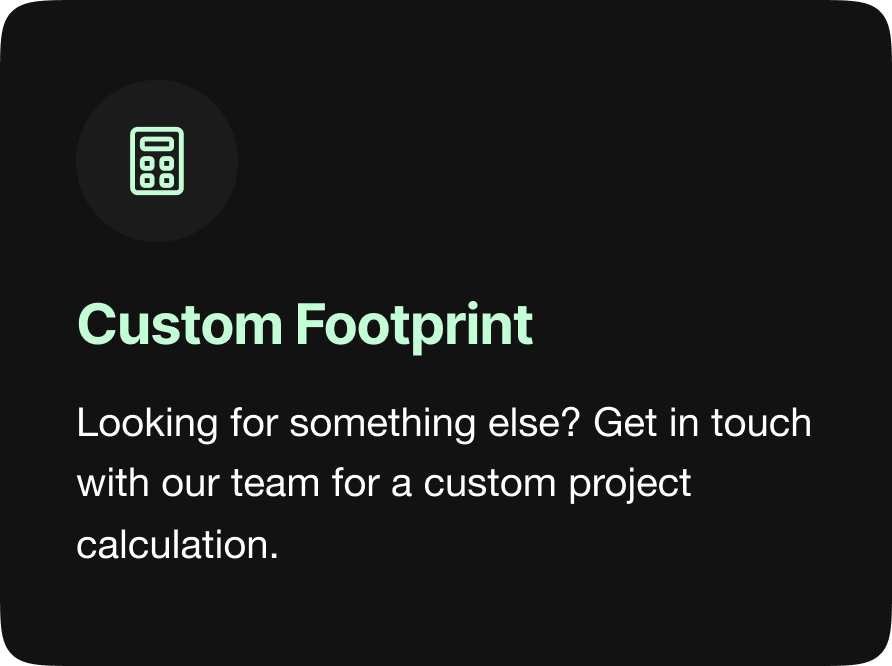 Custom Footprint
Looking for something else? Get in touch
with our team for a custom project
calculation.